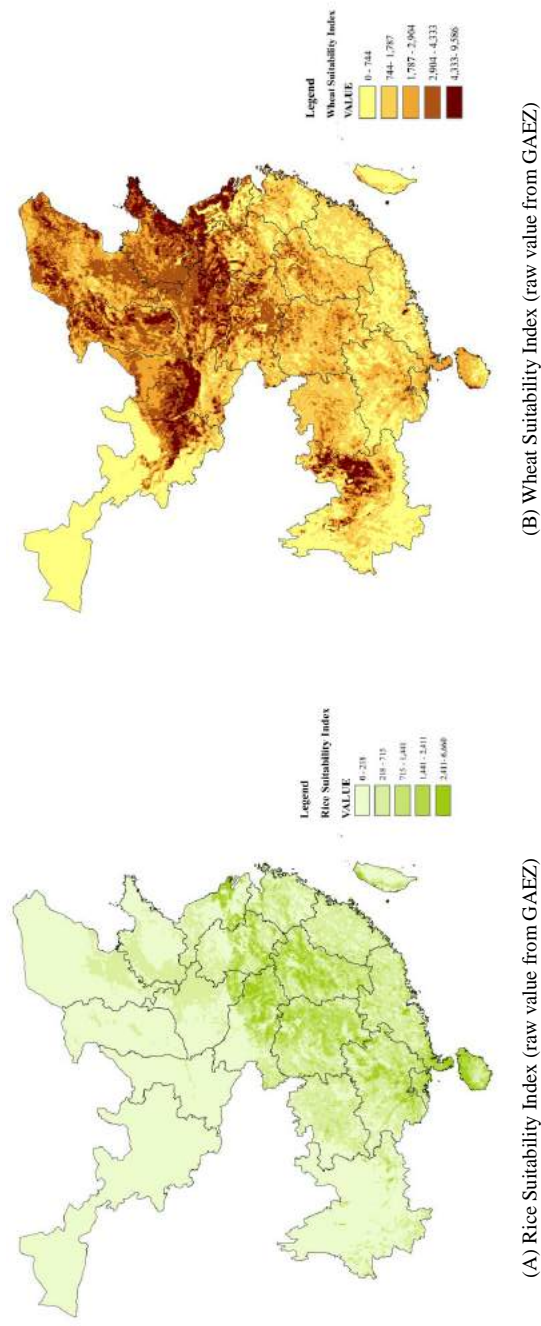 Legend
Rice Suitability Index
VALUE
0 - 218
218 - 715
715 - 1,441
1,441 - 2,411
2,411- 6,660
(A) Rice Suitability Index (raw value from GAEZ)
Legend
Wheat Suitability Index
VALUE
0 - 744
744- 1,787
1,787 - 2,904
2,904 - 4,333
4,333- 9,586
(B) Wheat Suitability Index (raw value from GAEZ)